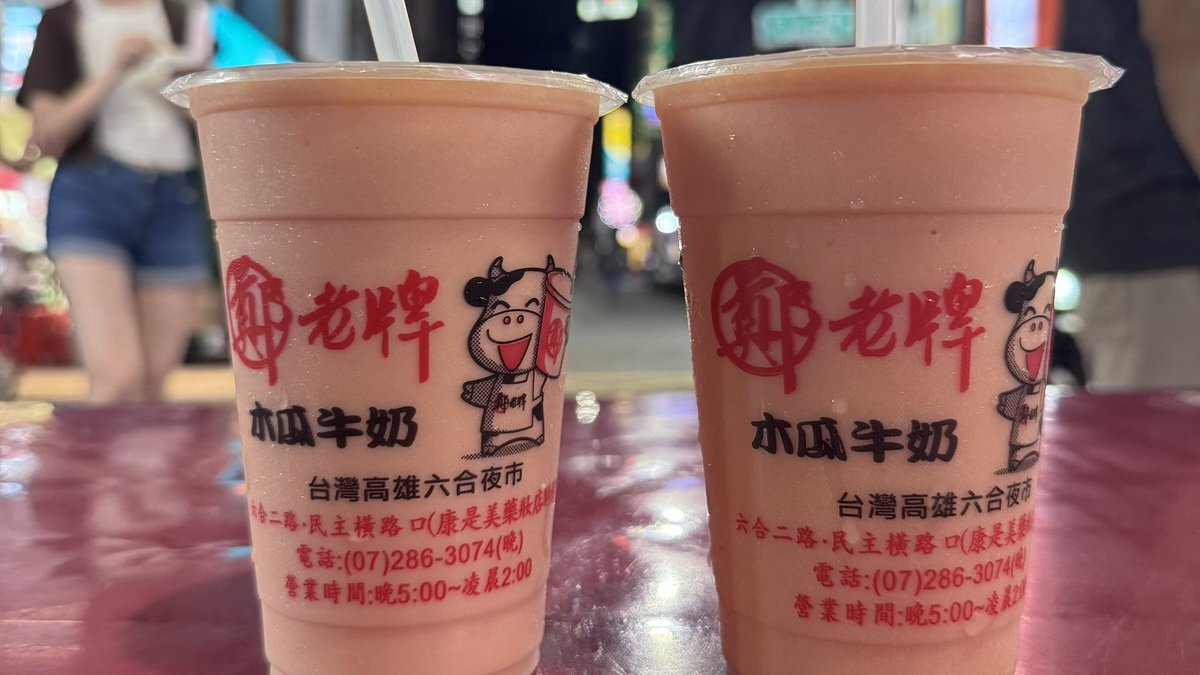 鄭 老牌
木瓜牛奶
台灣高雄六合夜市
六合二路·民主橫路口(康是美藥妝店
電話:(07)286-3074(晚)
營業時間:晚5:00~凌晨2:00
鄭老牌
鄭 老牌
木瓜牛奶
台灣高雄六合夜市
六合二路·民主橫路口(康是美藥妝
電話:(07)286-3074(晚)
營業時間:晚5:00~凌晨2:0